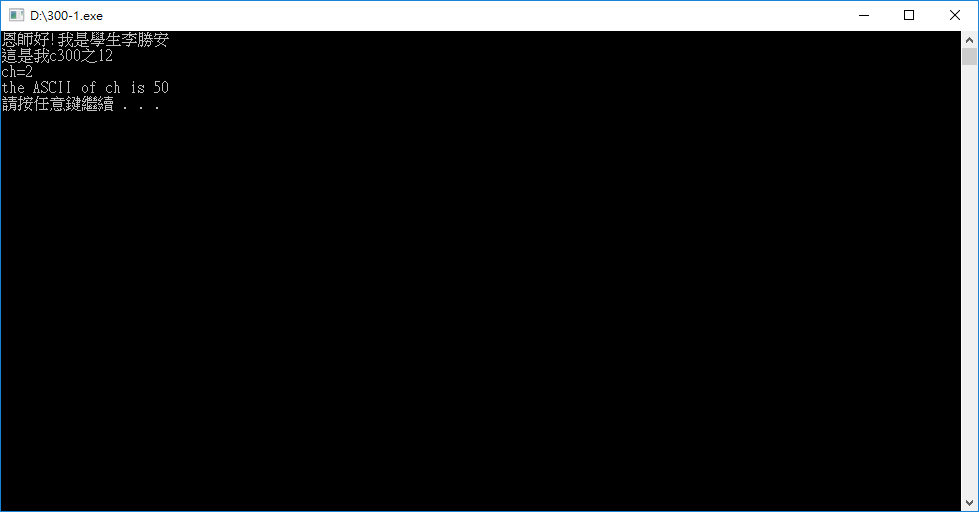 D:\300-1.exe
恩師好!我是學生李勝安
這是我c300之12
ch=2
the ASCII of ch is 50
請按任意鍵繼續 . . .